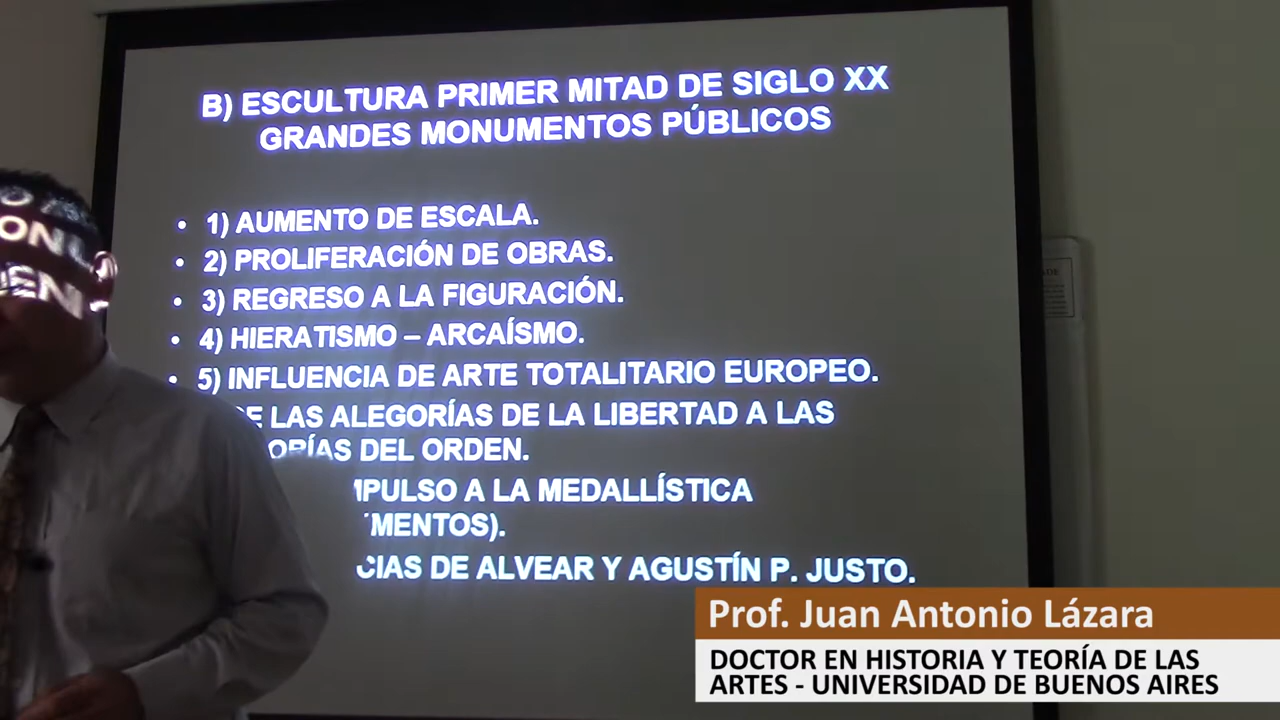 B) ESCULTURA PRIMER MITAD DE SIGLO XX
GRANDES MONUMENTOS PÚBLICOS
• 1) AUMENTO DE ESCALA.
• 2) PROLIFERACIÓN DE OBRAS.
• 3) REGRESO A LA FIGURACIÓN.
• 4) HIERATISMO – ARCAÍSMO.
• 5) INFLUENCIA DE ARTE TOTALITARIO EUROPEO.
DE LAS ALEGORÍAS DE LA LIBERTAD A LAS
DEL ORDEN.
A LA MEDALLÍSTICA
DE ALVEAR Y AGUSTÍN P. JUSTO.
Prof. Juan Antonio Lázara
DOCTOR EN HISTORIA Y TEORÍA DE LAS
ARTES - UNIVERSIDAD DE BUENOS AIRES